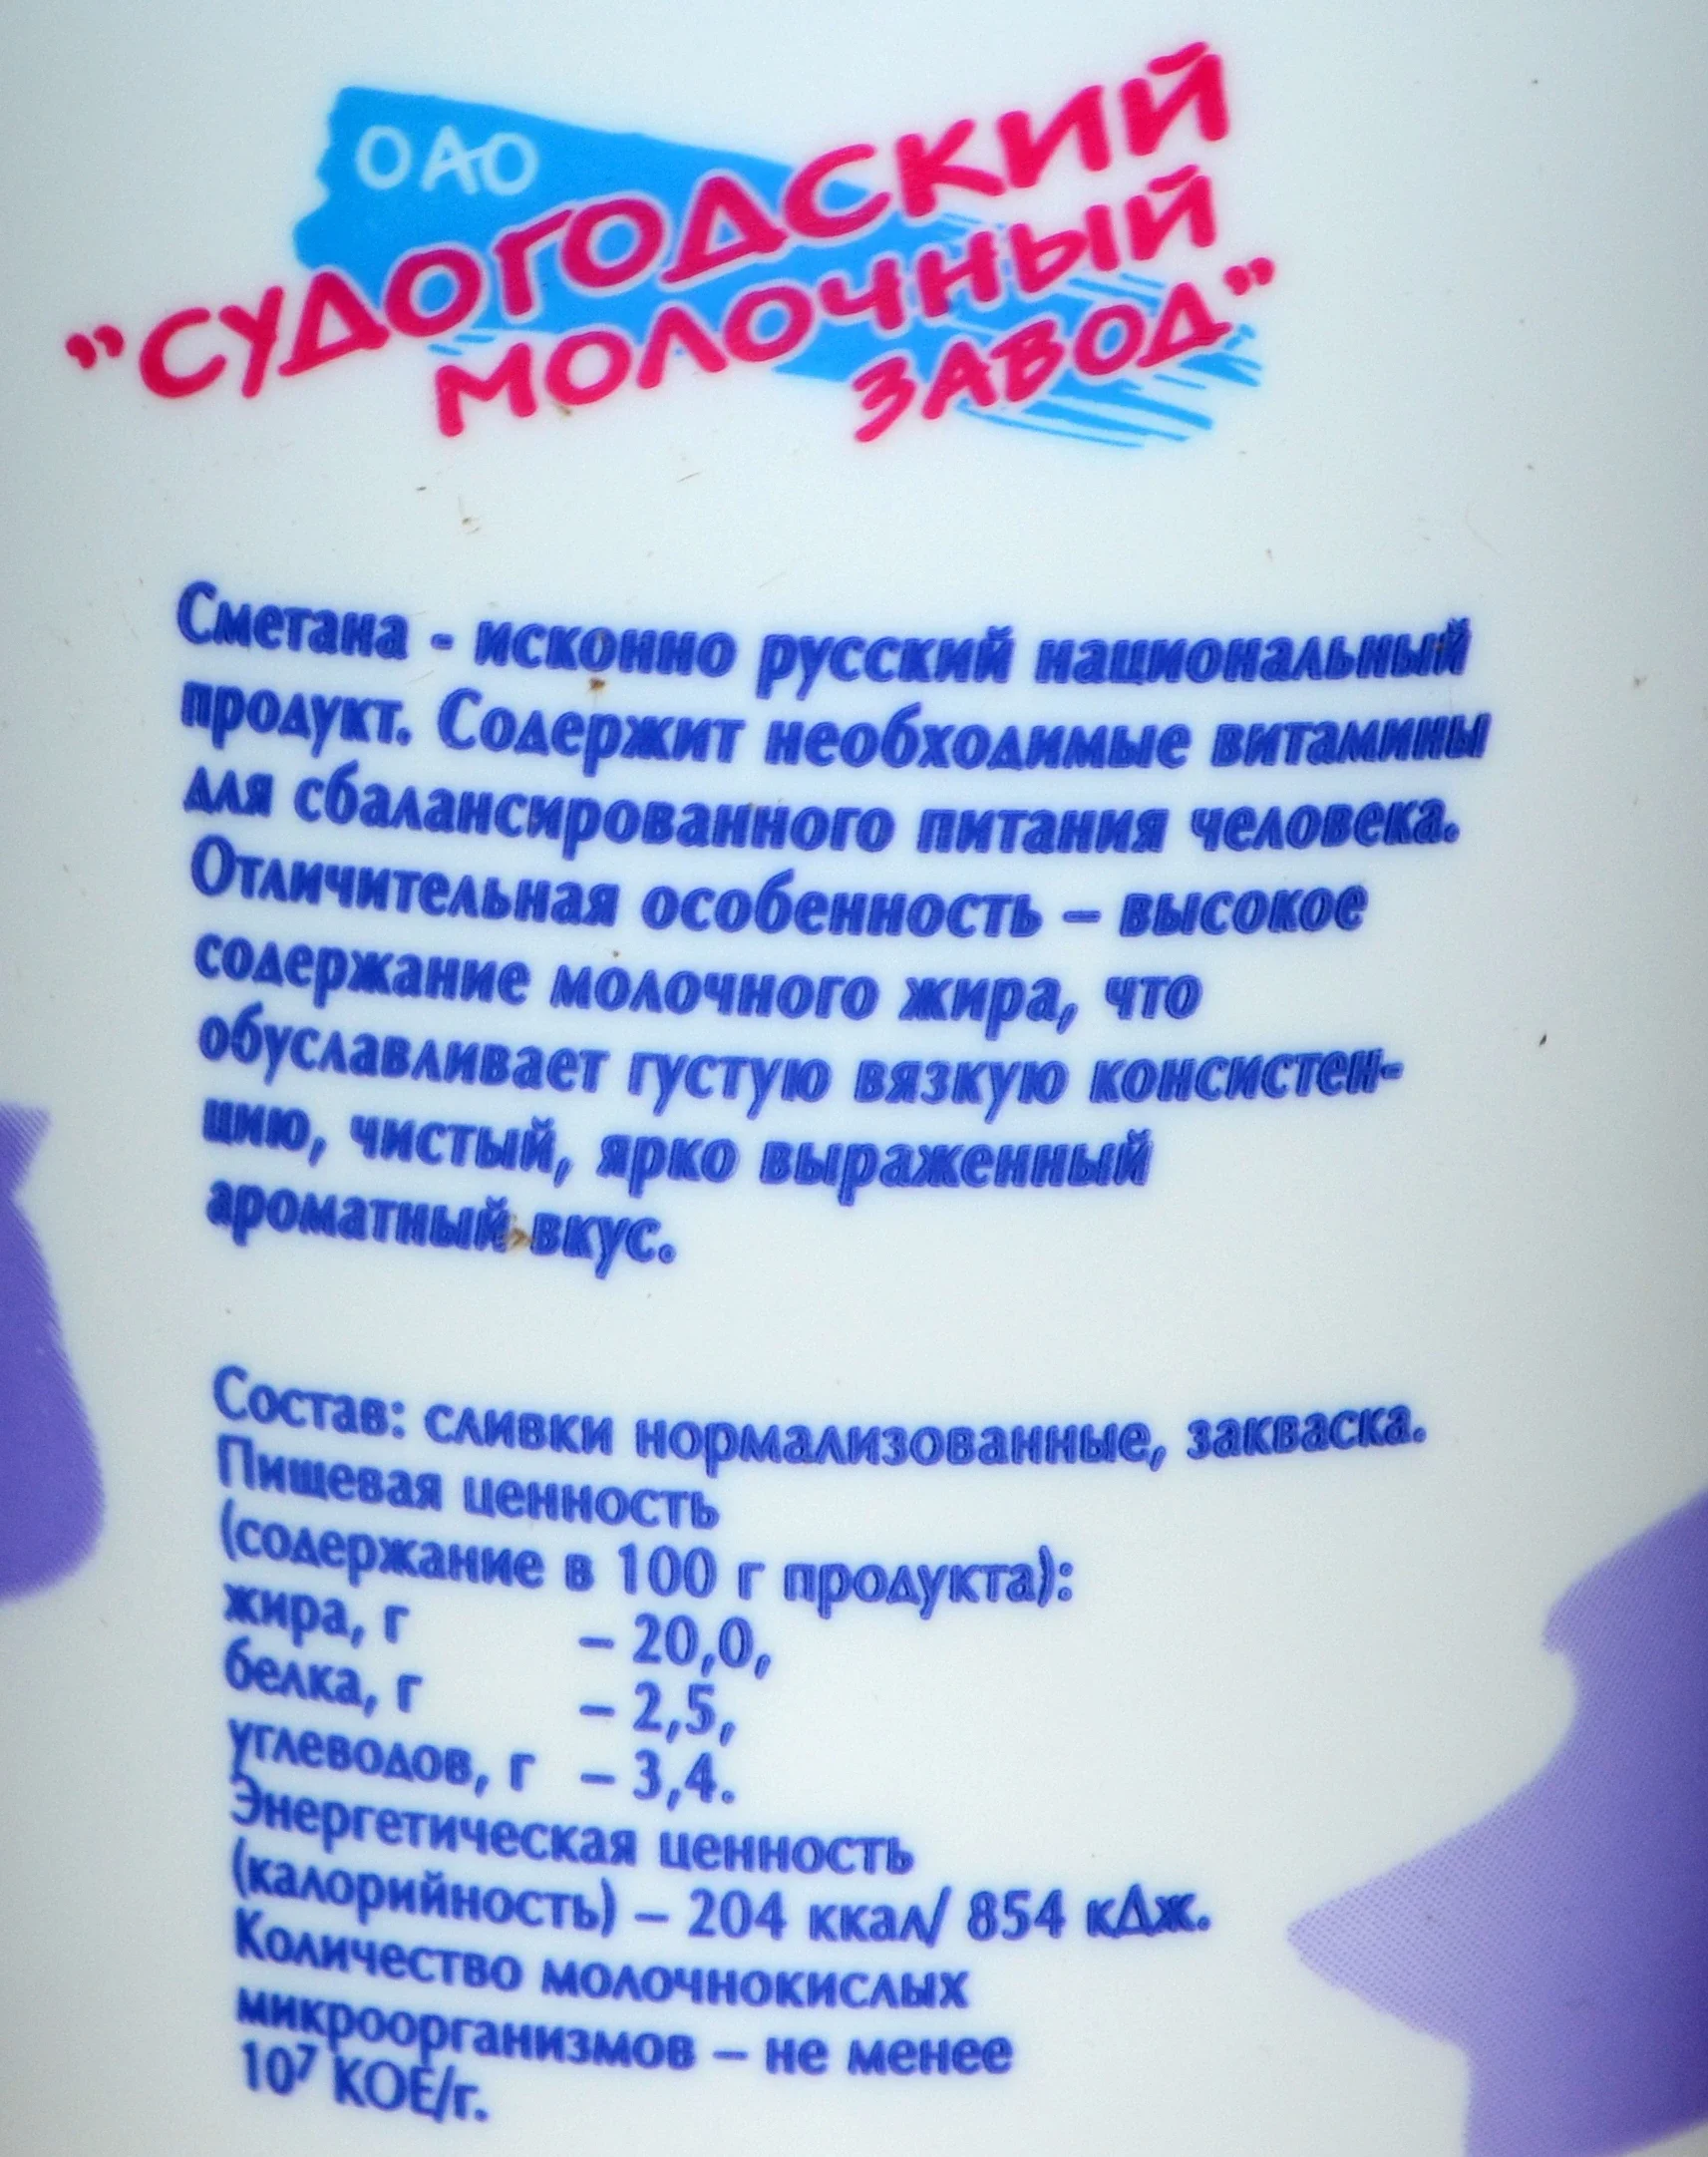 ОАО
"СУДОГОДСКИЙ
МОЛОЧНЫЙ
ЗАВОД"
Сметана - исконно русский национальный
продукт. Содержит необходимые витамины
для сбалансированного питания человека.
Отличительная особенность – высокое
содержание молочного жира, что
обуславливает густую вязкую консистен-
цию, чистый, ярко выраженный
ароматный вкус.
Состав: сливки нормализованные, закваска.
Пищевая ценность
(содержание в 100 г продукта):
жира, г – 20,0,
белка, г – 2,5,
углеводов, г – 3,4.
Энергетическая ценность
(калорийность) – 204 ккал/ 854 кДж.
Количество молочнокислых
микроорганизмов – не менее
10⁷ КОЕ/г.